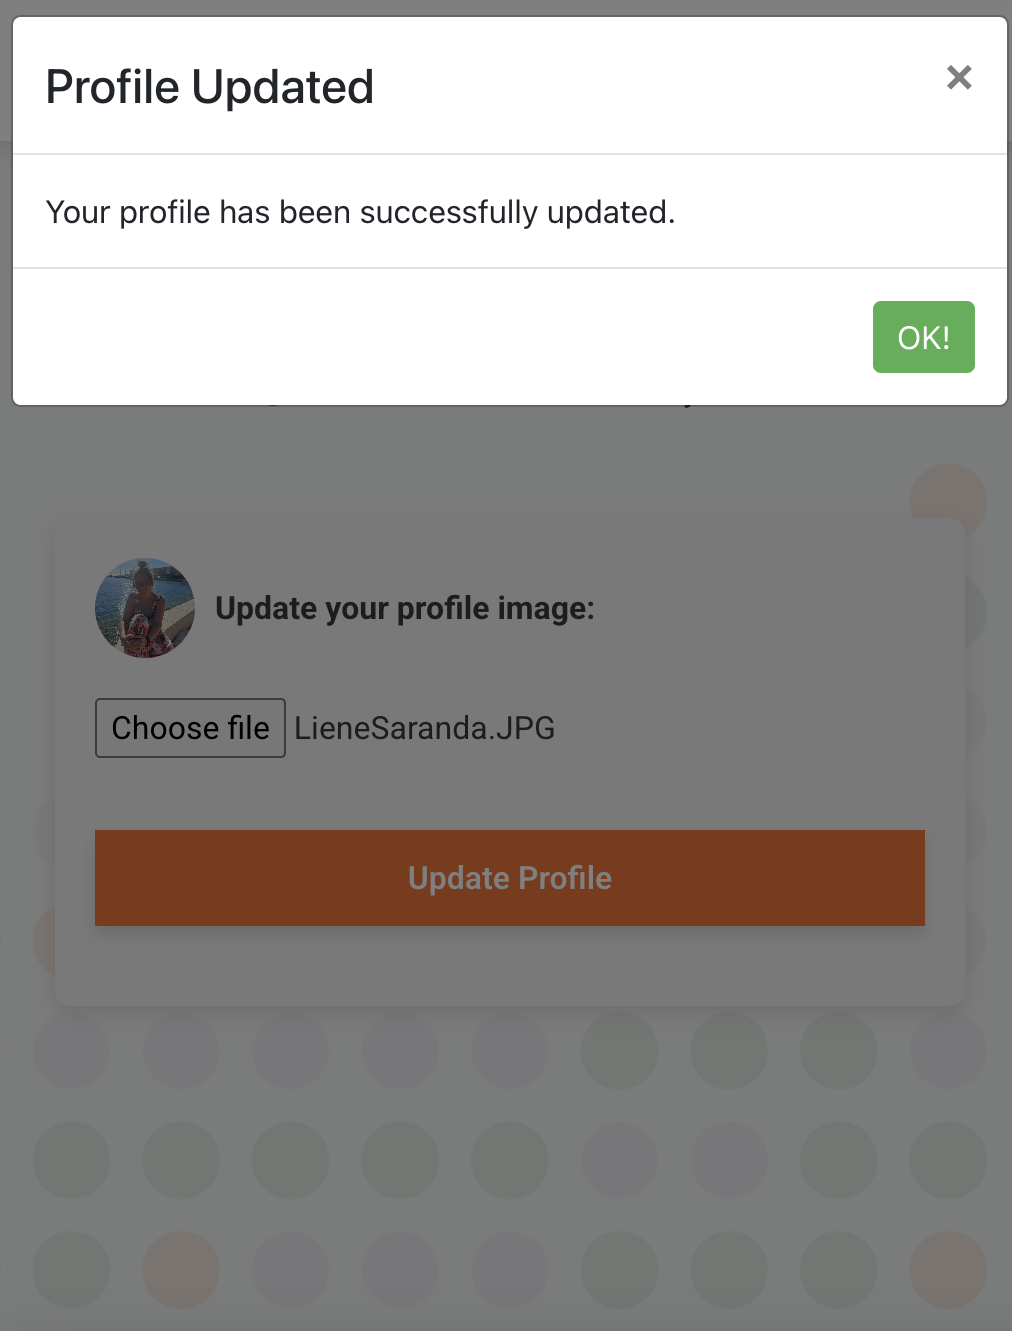 Profile Updated
×
Your profile has been successfully updated.
OK!
Update your profile image:
Choose file LieneSaranda.JPG
Update Profile